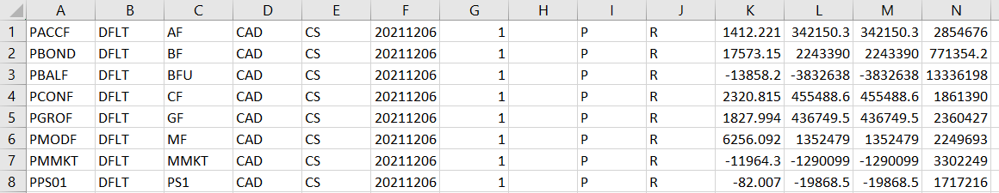 A B C D E F G H I J K L M N
1 PACCF DFLT AF CAD CS 20211206 1 P R 1412.221 342150.3 342150.3 2854676
2 PBOND DFLT BF CAD CS 20211206 1 P R 17573.15 2243390 2243390 771354.2
3 PBALF DFLT BFU CAD CS 20211206 1 P R -13858.2 -3832638 -3832638 13336198
4 PCONF DFLT CF CAD CS 20211206 1 P R 2320.815 455488.6 455488.6 1861390
5 PGROF DFLT GF CAD CS 20211206 1 P R 1827.994 436749.5 436749.5 2360427
6 PMODF DFLT MF CAD CS 20211206 1 P R 6256.092 1352479 1352479 2249693
7 PMMKT DFLT MMKT CAD CS 20211206 1 P R -11964.3 -1290099 -1290099 3302249
8 PPS01 DFLT PS1 CAD CS 20211206 1 P R -82.007 -19868.5 -19868.5 1717216